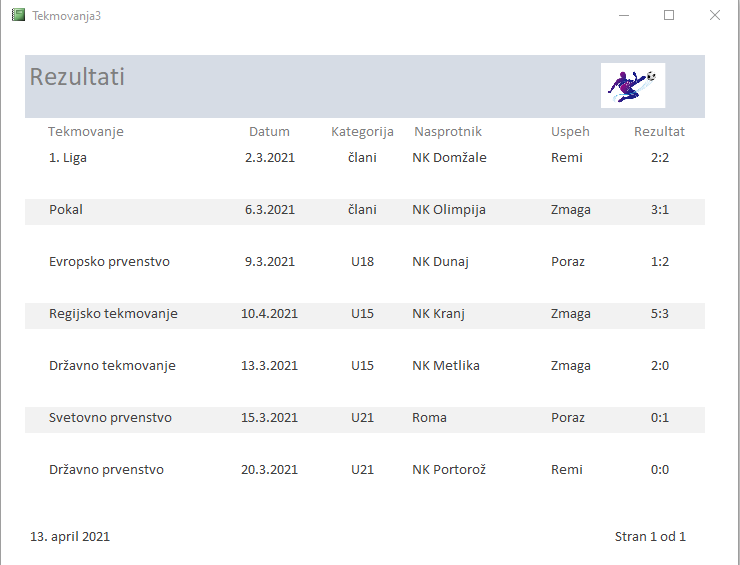 Tekmovanja3
Rezultati
Tekmovanje Datum Kategorija Nasprotnik Uspeh Rezultat
1. Liga 2.3.2021 člani NK Domžale Remi 2:2
Pokal 6.3.2021 člani NK Olimpija Zmaga 3:1
Evropsko prvenstvo 9.3.2021 U18 NK Dunaj Poraz 1:2
Regijsko tekmovanje 10.4.2021 U15 NK Kranj Zmaga 5:3
Državno tekmovanje 13.3.2021 U15 NK Metlika Zmaga 2:0
Svetovno prvenstvo 15.3.2021 U21 Roma Poraz 0:1
Državno prvenstvo 20.3.2021 U21 NK Portorož Remi 0:0
13. april 2021 Stran 1 od 1